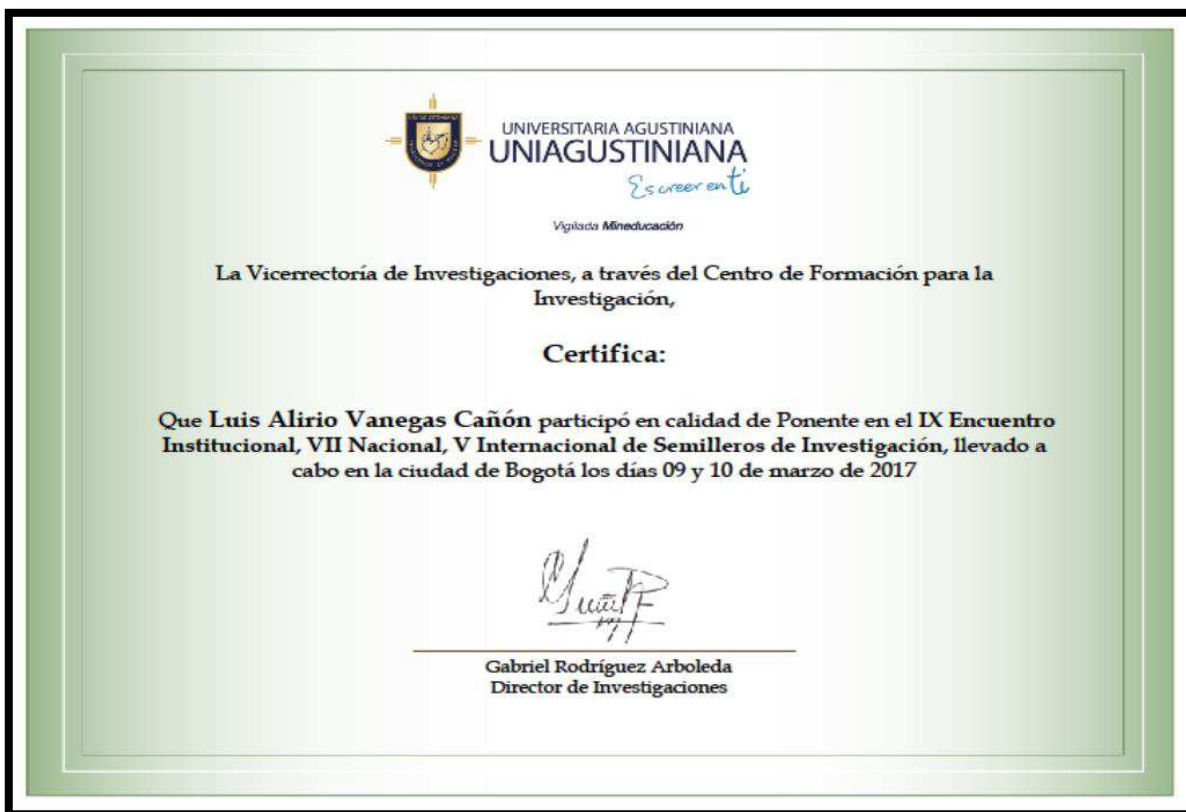 UNIVERSITARIA AGUSTINIANA
UNIAGUSTINIANA
Es creer en ti
Vigilada Mineducación
La Vicerrectoría de Investigaciones, a través del Centro de Formación para la
Investigación,
Certifica:
Que Luis Alirio Vanegas Cañón participó en calidad de Ponente en el IX Encuentro
Institucional, VII Nacional, V Internacional de Semilleros de Investigación, llevado a
cabo en la ciudad de Bogotá los días 09 y 10 de marzo de 2017
Gabriel Rodríguez Arboleda
Director de Investigaciones